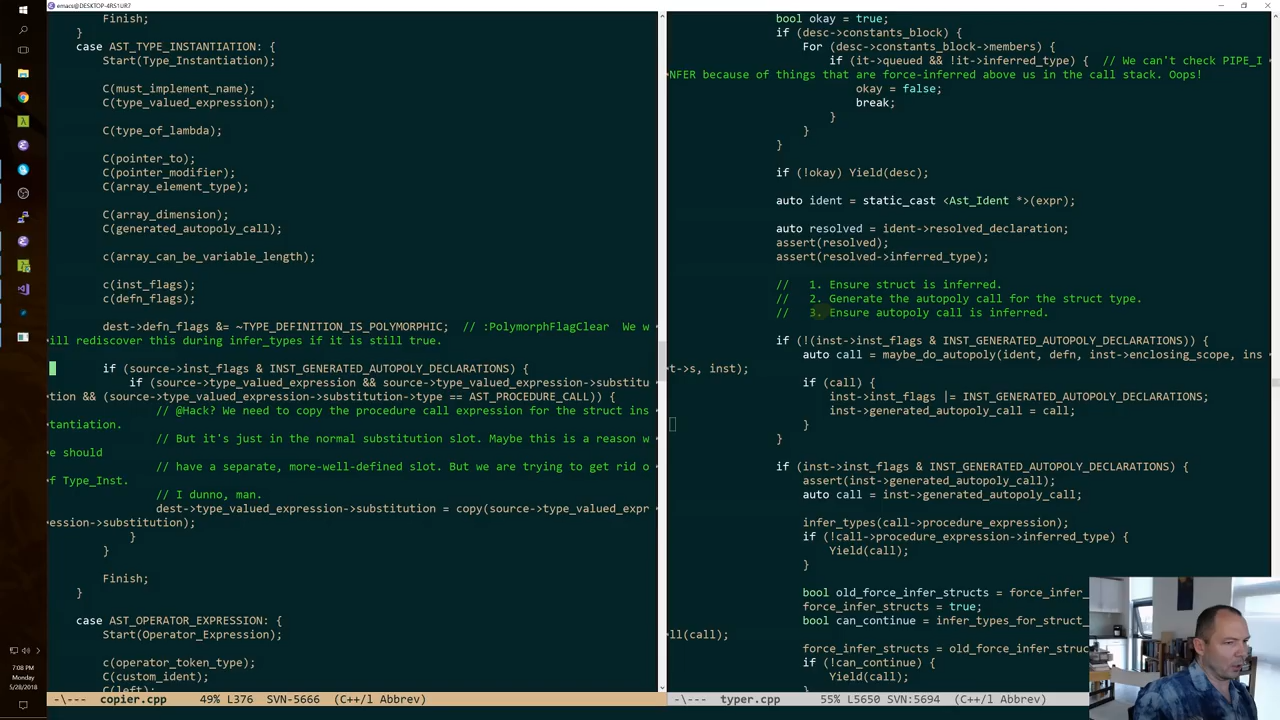 emacs@DESKTOP-4RS1UR7
Finish;
}
case AST_TYPE_INSTANTIATION: {
Start(Type_Instantiation);
C(must_implement_name);
C(type_valued_expression);
C(type_of_lambda);
C(pointer_to);
C(pointer_modifier);
C(array_element_type);
C(array_dimension);
C(generated_autopoly_call);
c(array_can_be_variable_length);
c(inst_flags);
c(defn_flags);
dest->defn_flags &= ~TYPE_DEFINITION_IS_POLYMORPHIC;  // :PolymorphFlagClear  We w
ill rediscover this during infer_types if it is still true.
if (source->inst_flags & INST_GENERATED_AUTOPOLY_DECLARATIONS) {
if (source->type_valued_expression && source->type_valued_expression->substitu
tion && (source->type_valued_expression->substitution->type == AST_PROCEDURE_CALL)) {
// @Hack? We need to copy the procedure call expression for the struct ins
tantiation.
// But it's just in the normal substitution slot. Maybe this is a reason w
e should
// have a separate, more-well-defined slot. But we are trying to get rid o
f Type_Inst.
// I dunno, man.
dest->type_valued_expression->substitution = copy(source->type_valued_expr
ession->substitution);
}
}
Finish;
}
case AST_OPERATOR_EXPRESSION: {
Start(Operator_Expression);
c(operator_token_type);
C(custom_ident);
C(left);
-\---  copier.cpp     49% L376  SVN-5666  (C++/l Abbrev)
bool okay = true;
if (desc->constants_block) {
For (desc->constants_block->members) {
if (it->queued && !it->inferred_type) {  // We can't check PIPE_I
NFER because of things that are force-inferred above us in the call stack. Oops!
okay = false;
break;
}
}
}
if (!okay) Yield(desc);
auto ident = static_cast <Ast_Ident *>(expr);
auto resolved = ident->resolved_declaration;
assert(resolved);
assert(resolved->inferred_type);
//   1. Ensure struct is inferred.
//   2. Generate the autopoly call for the struct type.
//   3. Ensure autopoly call is inferred.
if (!(inst->inst_flags & INST_GENERATED_AUTOPOLY_DECLARATIONS)) {
auto call = maybe_do_autopoly(ident, defn, inst->enclosing_scope, ins
t->s, inst);
if (call) {
inst->inst_flags |= INST_GENERATED_AUTOPOLY_DECLARATIONS;
inst->generated_autopoly_call = call;
}
}
if (inst->inst_flags & INST_GENERATED_AUTOPOLY_DECLARATIONS) {
assert(inst->generated_autopoly_call);
auto call = inst->generated_autopoly_call;
infer_types(call->procedure_expression);
if (!call->procedure_expression->inferred_type) {
Yield(call);
}
bool old_force_infer_structs = force_infer_
force_infer_structs = true;
bool can_continue = infer_types_for_struct_
ll(call);
force_infer_structs = old_force_infer_struc
if (!can_continue) {
Yield(call);
}
-\---  typer.cpp      55% L5650 SVN:5694  (C++/l Abbrev)
7:08 PM
Monday
5/28/2018